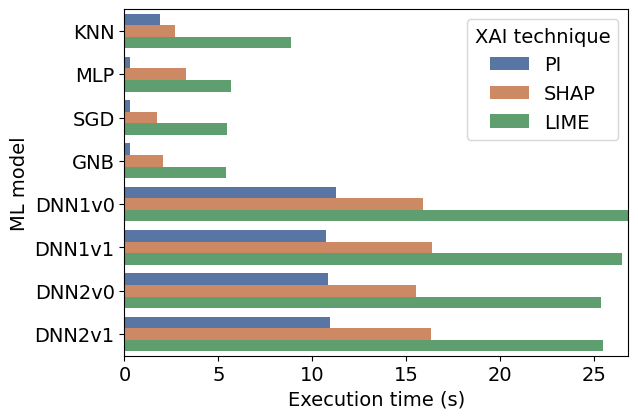 XAI technique
PI
SHAP
LIME
ML model
KNN
MLP
SGD
GNB
DNN1v0
DNN1v1
DNN2v0
DNN2v1
0 5 10 15 20 25
Execution time (s)